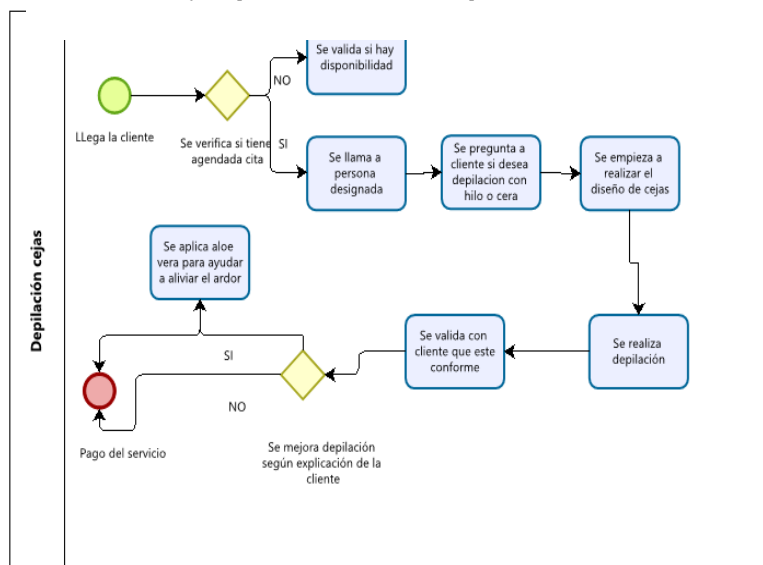 Se valida si hay
disponibilidad
NO
LLega la cliente
Se verifica si tiene
agendada cita
SI
Se llama a
persona
designada
Se pregunta a
cliente si desea
depilacion con
hilo o cera
Se empieza a
realizar el
diseño de cejas
Depilación cejas
Se aplica aloe
vera para ayudar
a aliviar el ardor
Se realiza
depilación
Se valida con
cliente que este
conforme
SI
NO
Pago del servicio
Se mejora depilación
según explicación de la
cliente